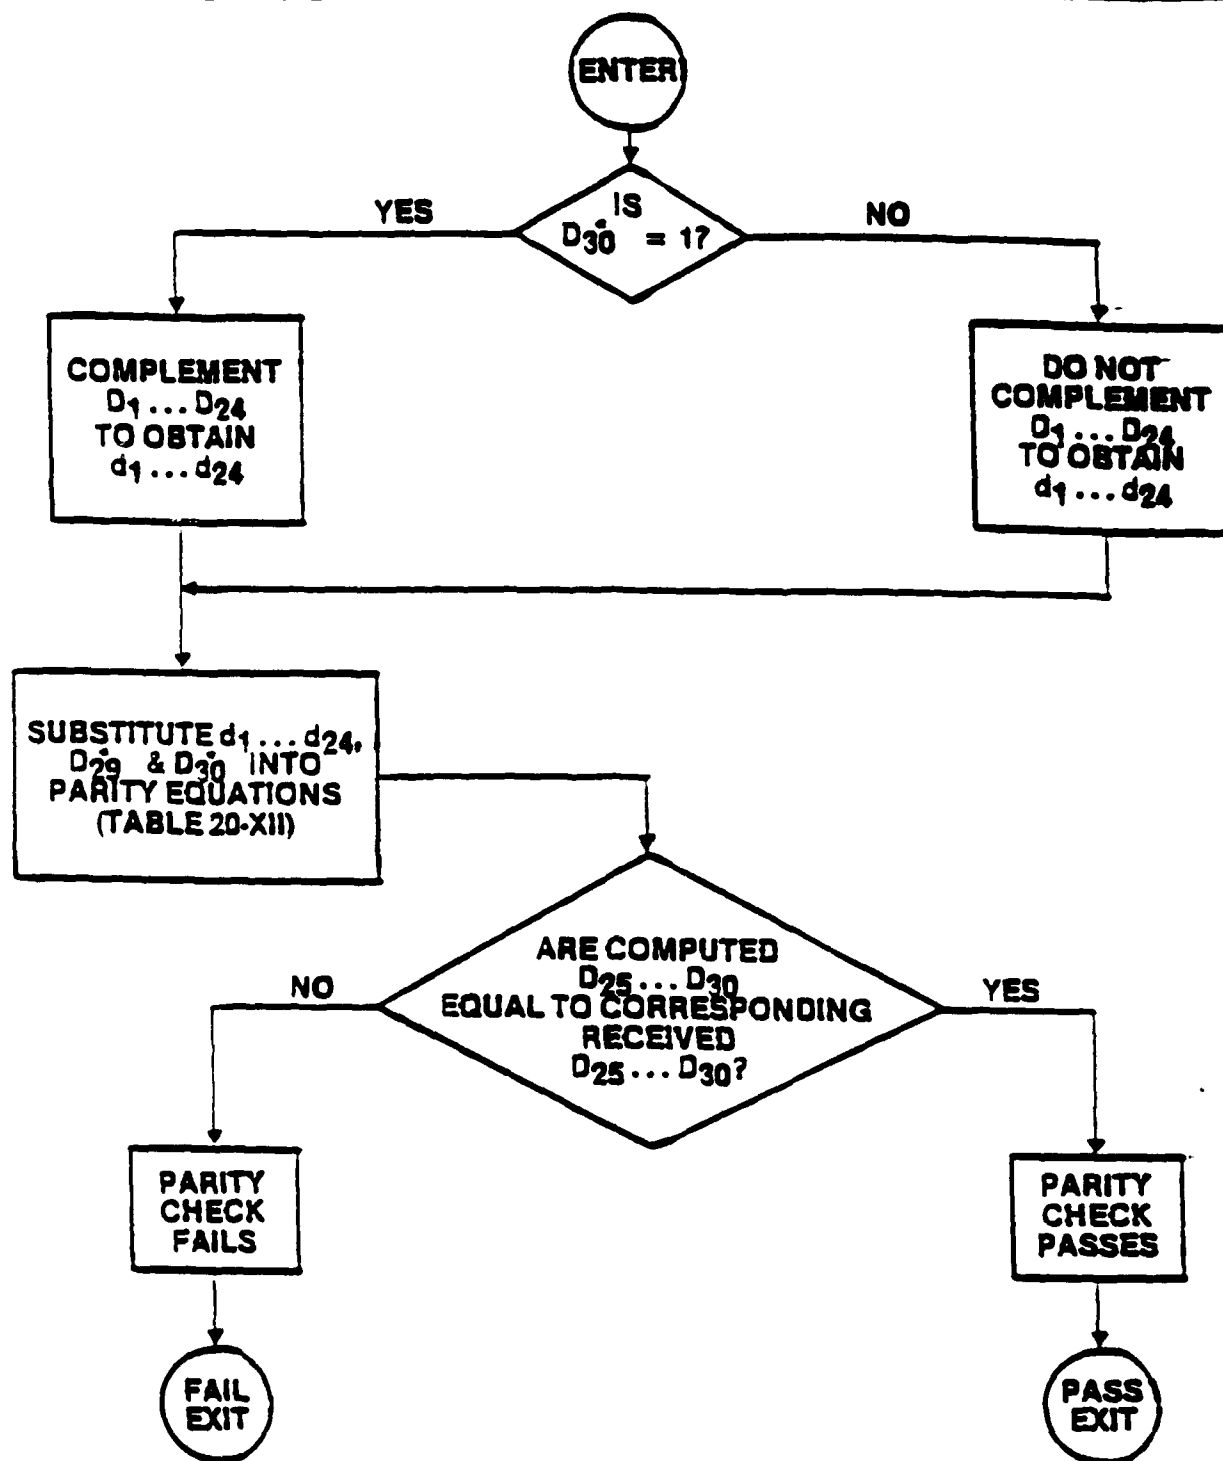 ENTER
YES
IS
D30* = 1?
NO
COMPLEMENT
D1 ... D24
TO OBTAIN
d1 ... d24
DO NOT
COMPLEMENT
D1 ... D24
TO OBTAIN
d1 ... d24
SUBSTITUTE d1 ... d24,
D29* & D30* INTO
PARITY EQUATIONS
(TABLE 20-XII)
ARE COMPUTED
D25 ... D30
EQUAL TO CORRESPONDING
RECEIVED
D25 ... D30?
NO
YES
PARITY
CHECK
FAILS
PARITY
CHECK
PASSES
FAIL
EXIT
PASS
EXIT